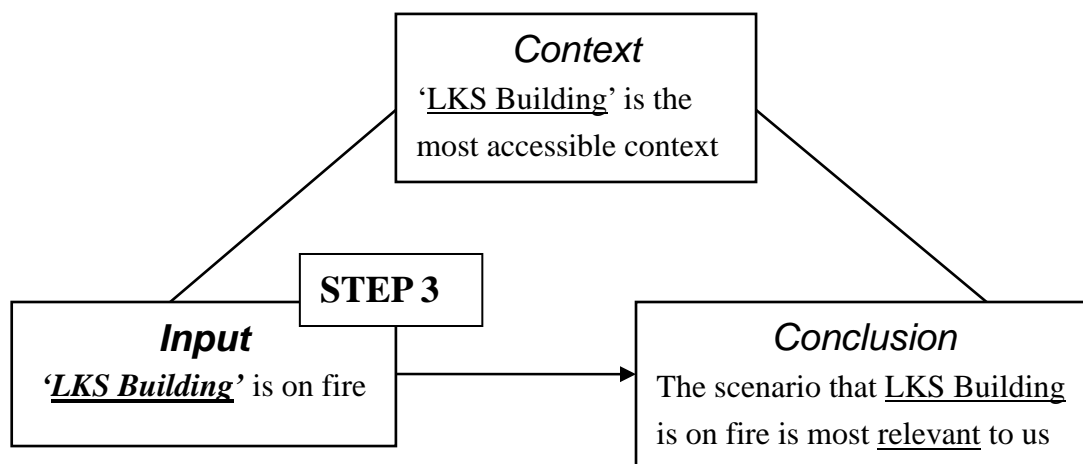 Context
‘LKS Building’ is the
most accessible context
STEP 3
Input
‘LKS Building’ is on fire
Conclusion
The scenario that LKS Building
is on fire is most relevant to us